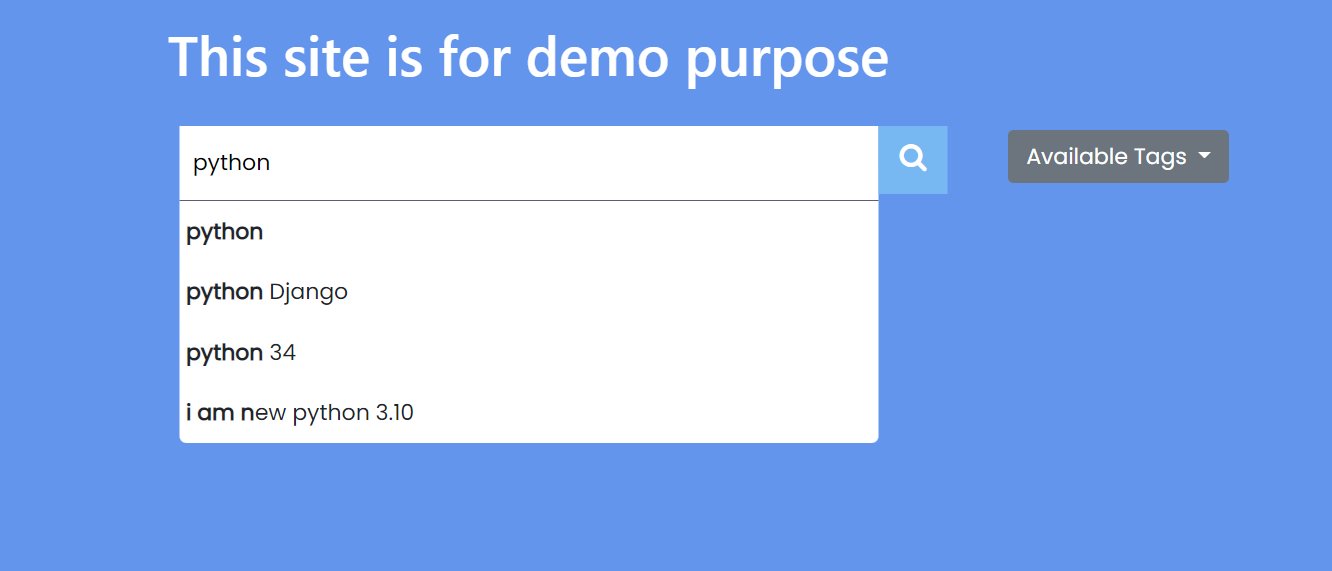 This site is for demo purpose
python
Available Tags
python
python Django
python 34
i am new python 3.10